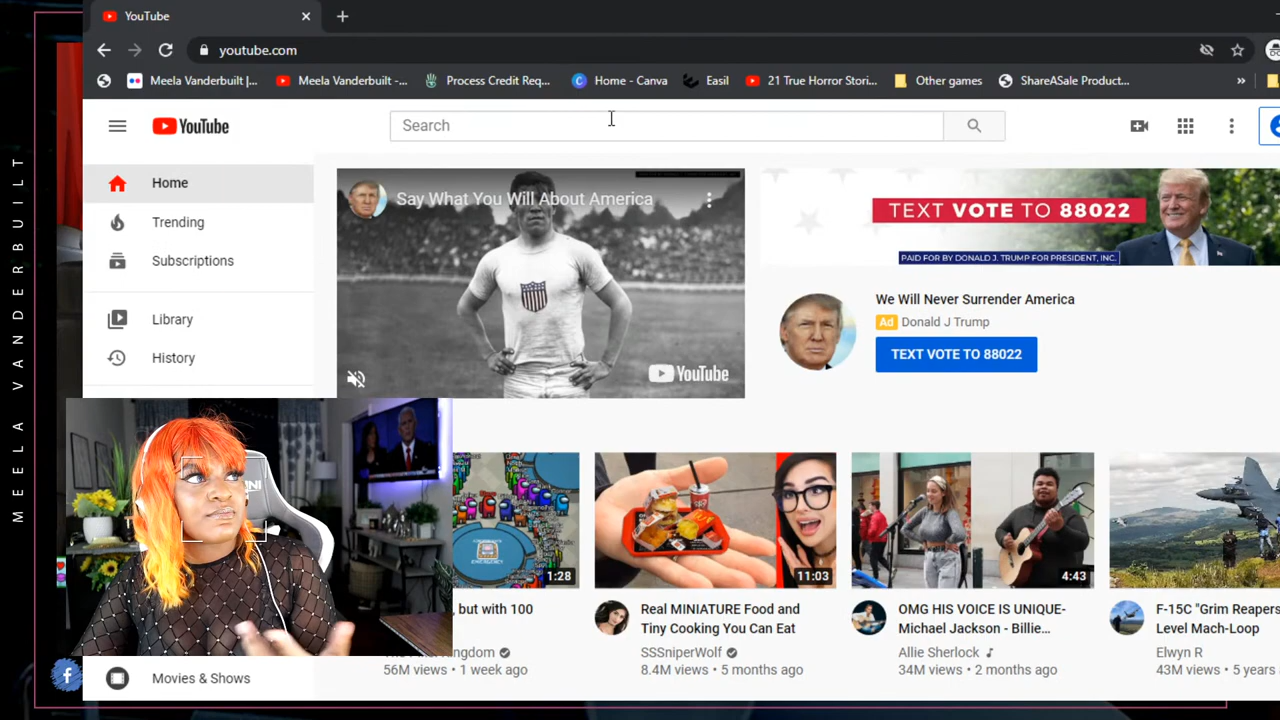 MEELA VANDERBUILT
YouTube
youtube.com
Meela Vanderbuilt |...
Meela Vanderbuilt -...
Process Credit Req...
Home - Canva
Easil
21 True Horror Stori...
Other games
ShareASale Product...
»
YouTube
Search
Home
Trending
Subscriptions
Library
History
Movies & Shows
Say What You Will About America
YouTube
TEXT VOTE TO 88022
PAID FOR BY DONALD J. TRUMP FOR PRESIDENT, INC.
We Will Never Surrender America
Ad Donald J Trump
TEXT VOTE TO 88022
1:28
, but with 100
ngdom
56M views • 1 week ago
11:03
Real MINIATURE Food and
Tiny Cooking You Can Eat
SSSniperWolf
8.4M views • 5 months ago
4:43
OMG HIS VOICE IS UNIQUE-
Michael Jackson - Billie...
Allie Sherlock
34M views • 2 months ago
F-15C "Grim Reapers
Level Mach-Loop
Elwyn R
43M views • 5 years